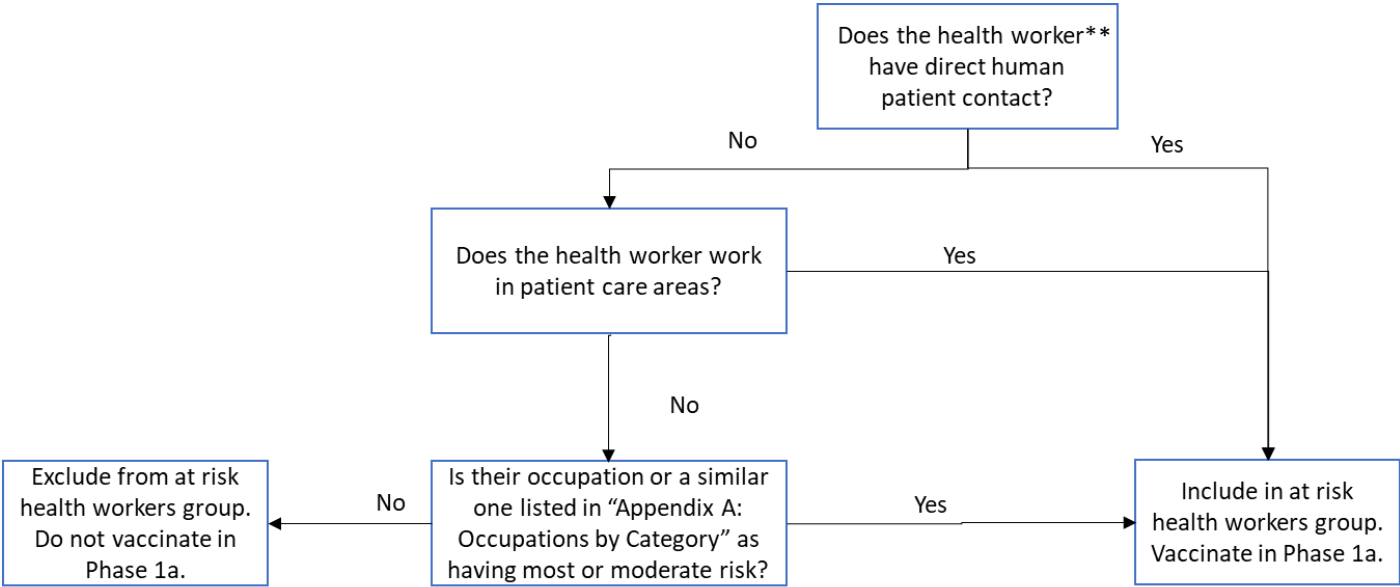 Does the health worker**
have direct human
patient contact?
No
Yes
Does the health worker work
in patient care areas?
Yes
No
Exclude from at risk
health workers group.
Do not vaccinate in
Phase 1a.
No
Is their occupation or a similar
one listed in “Appendix A:
Occupations by Category” as
having most or moderate risk?
Yes
Include in at risk
health workers group.
Vaccinate in Phase 1a.